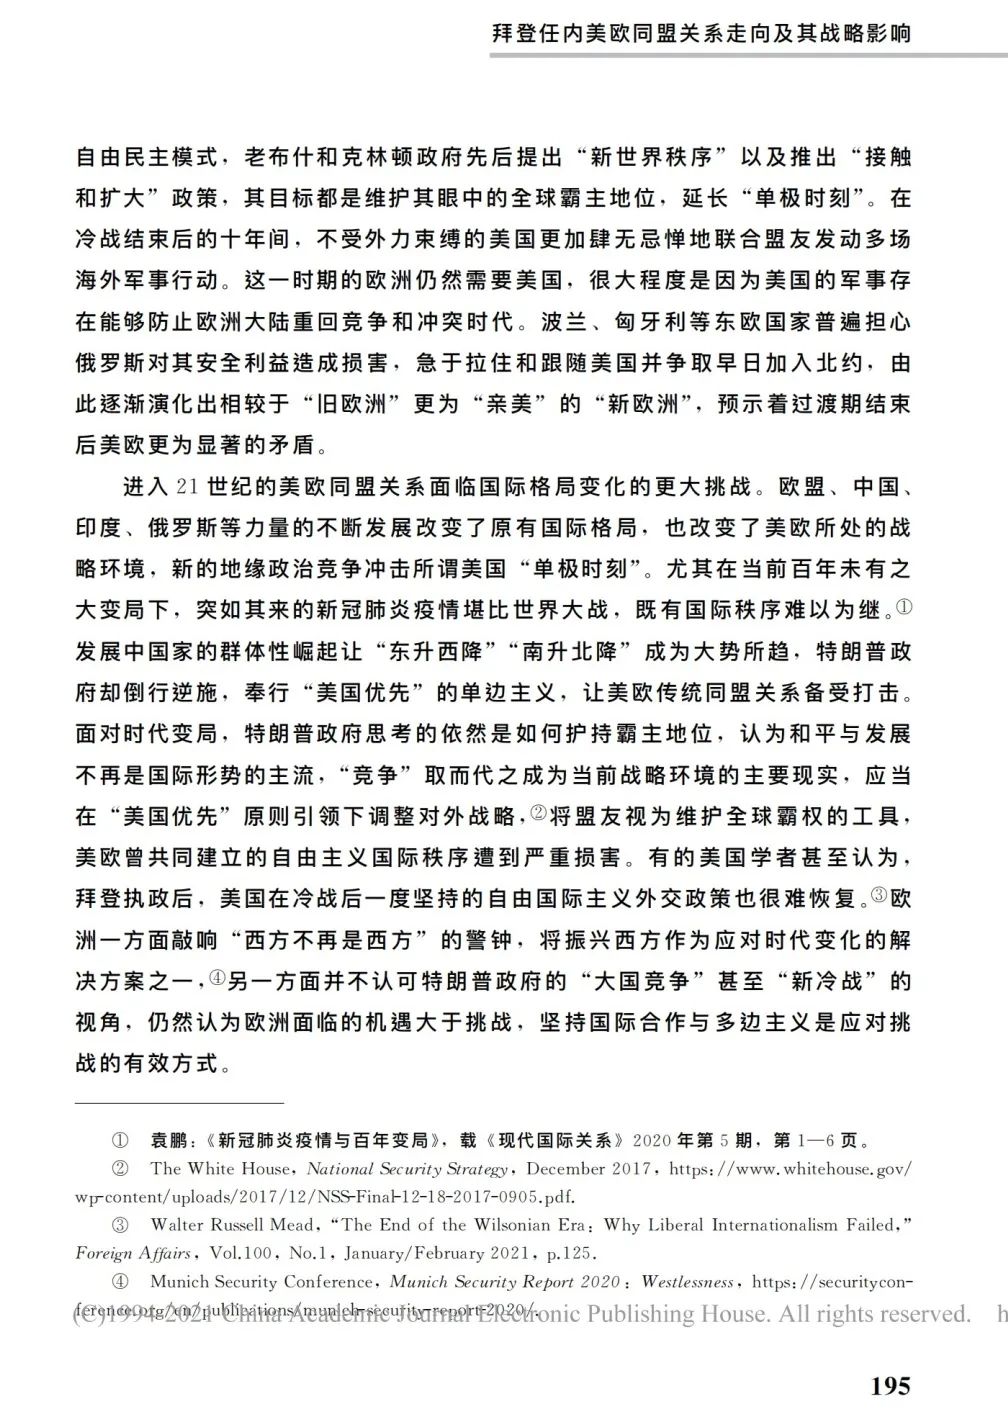 拜登任内美欧同盟关系走向及其战略影响
自由民主模式，老布什和克林顿政府先后提出“新世界秩序”以及推出“接触
和扩大”政策，其目标都是维护其眼中的全球霸主地位，延长“单极时刻”。在
冷战结束后的十年间，不受外力束缚的美国更加肆无忌惮地联合盟友发动多场
海外军事行动。这一时期的欧洲仍然需要美国，很大程度是因为美国的军事存
在能够防止欧洲大陆重回竞争和冲突时代。波兰、匈牙利等东欧国家普遍担心
俄罗斯对其安全利益造成损害，急于拉住和跟随美国并争取早日加入北约，由
此逐渐演化出相较于“旧欧洲”更为“亲美”的“新欧洲”，预示着过渡期结束
后美欧更为显著的矛盾。
进入 21 世纪的美欧同盟关系面临国际格局变化的更大挑战。欧盟、中国、
印度、俄罗斯等力量的不断发展改变了原有国际格局，也改变了美欧所处的战
略环境，新的地缘政治竞争冲击所谓美国“单极时刻”。尤其在当前百年未有之
大变局下，突如其来的新冠肺炎疫情堪比世界大战，既有国际秩序难以为继。①
发展中国家的群体性崛起让“东升西降”“南升北降”成为大势所趋，特朗普政
府却倒行逆施，奉行“美国优先”的单边主义，让美欧传统同盟关系备受打击。
面对时代变局，特朗普政府思考的依然是如何护持霸主地位，认为和平与发展
不再是国际形势的主流，“竞争”取而代之成为当前战略环境的主要现实，应当
在“美国优先”原则引领下调整对外战略，②将盟友视为维护全球霸权的工具，
美欧曾共同建立的自由主义国际秩序遭到严重损害。有的美国学者甚至认为，
拜登执政后，美国在冷战后一度坚持的自由国际主义外交政策也很难恢复。③欧
洲一方面敲响“西方不再是西方”的警钟，将振兴西方作为应对时代变化的解
决方案之一，④另一方面并不认可特朗普政府的“大国竞争”甚至“新冷战”的
视角，仍然认为欧洲面临的机遇大于挑战，坚持国际合作与多边主义是应对挑
战的有效方式。
① 袁鹏：《新冠肺炎疫情与百年变局》，载《现代国际关系》2020 年第 5 期，第 1—6 页。
② The White House, National Security Strategy, December 2017, https://www.whitehouse.gov/
wp-content/uploads/2017/12/NSS-Final-12-18-2017-0905.pdf.
③ Walter Russell Mead, “The End of the Wilsonian Era: Why Liberal Internationalism Failed,”
Foreign Affairs, Vol.100, No.1, January/February 2021, p.125.
④ Munich Security Conference, Munich Security Report 2020: Westlessness, https://securitycon-
ference.org/en/publications/munich-security-report-2020/.
(C)1994-2021 China Academic Journal Electronic Publishing House. All rights reserved. h
195